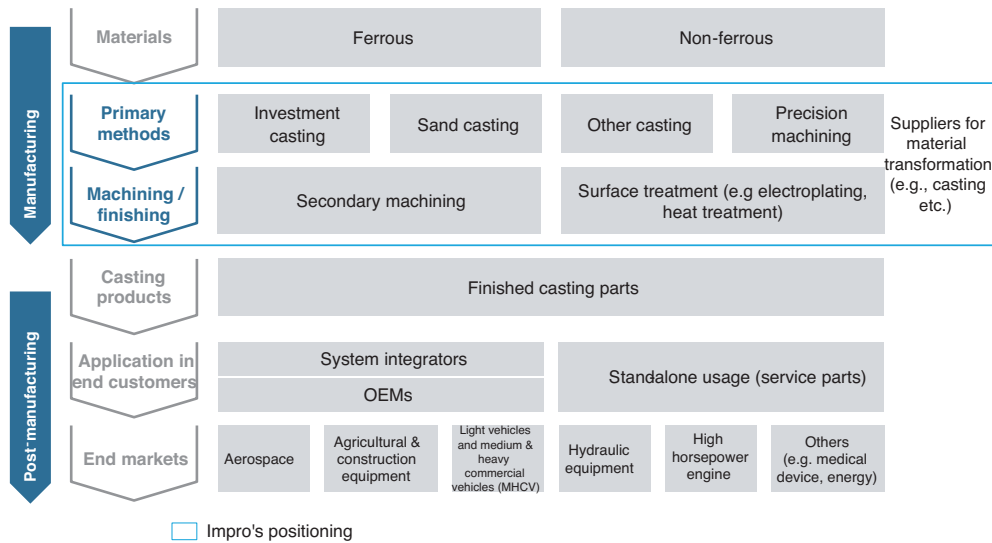 Manufacturing
Materials
Ferrous
Non-ferrous
Primary
methods
Investment
casting
Sand casting
Other casting
Precision
machining
Suppliers for
material
transformation
(e.g., casting
etc.)
Machining /
finishing
Secondary machining
Surface treatment (e.g electroplating,
heat treatment)
Post-manufacturing
Casting
products
Finished casting parts
Application in
end customers
System integrators
OEMs
Standalone usage (service parts)
End markets
Aerospace
Agricultural &
construction
equipment
Light vehicles
and medium &
heavy
commercial
vehicles (MHCV)
Hydraulic
equipment
High
horsepower
engine
Others
(e.g. medical
device, energy)
Impro's positioning